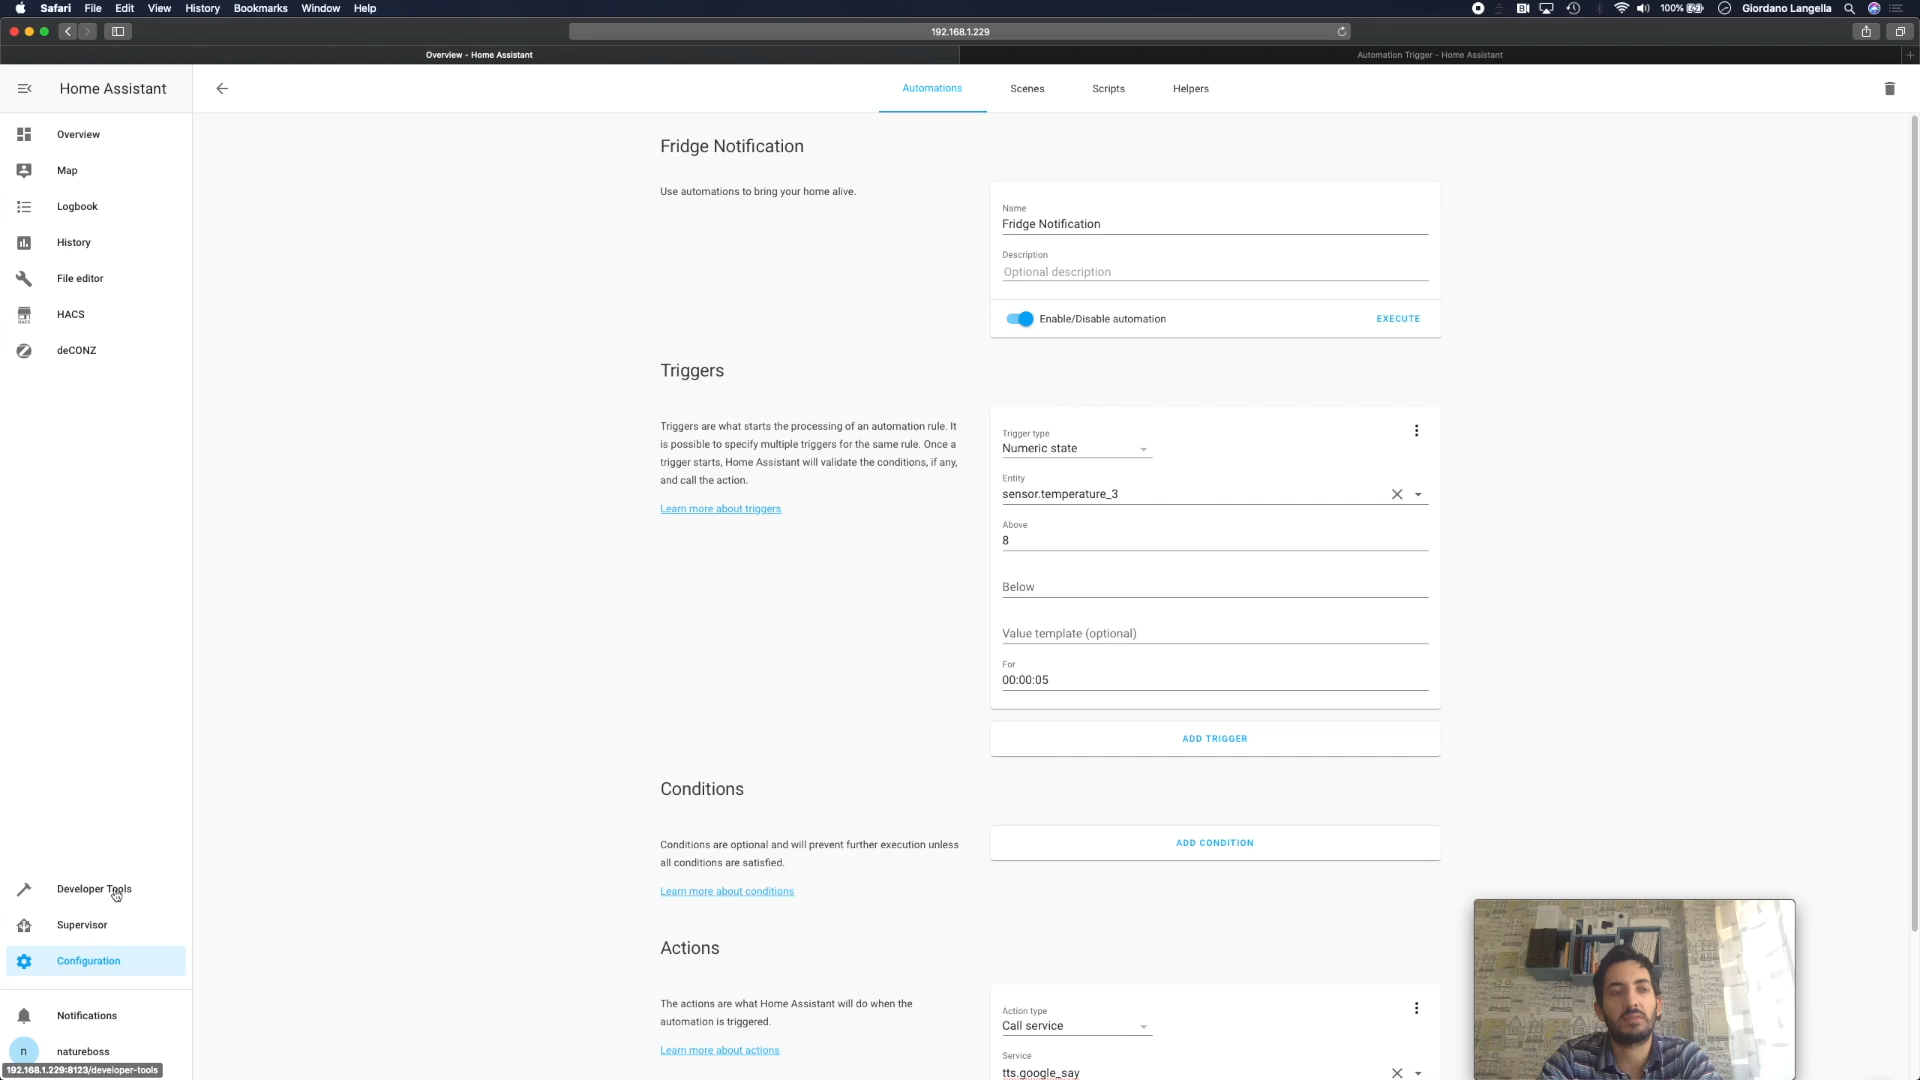 Safari File Edit View History Bookmarks Window Help
100% Giordano Langella
192.168.1.229
Overview - Home Assistant
Automation Trigger - Home Assistant
Home Assistant
Automations Scenes Scripts Helpers
Overview
Map
Logbook
History
File editor
HACS
deCONZ
Developer Tools
Supervisor
Configuration
Notifications
n natureboss
192.168.1.229:8123/developer-tools
Fridge Notification
Use automations to bring your home alive.
Name
Fridge Notification
Description
Optional description
Enable/Disable automation EXECUTE
Triggers
Triggers are what starts the processing of an automation rule. It
is possible to specify multiple triggers for the same rule. Once a
trigger starts, Home Assistant will validate the conditions, if any,
and call the action.
Learn more about triggers
Trigger type
Numeric state
Entity
sensor.temperature_3
Above
8
Below
Value template (optional)
For
00:00:05
ADD TRIGGER
Conditions
Conditions are optional and will prevent further execution unless
all conditions are satisfied.
Learn more about conditions
ADD CONDITION
Actions
The actions are what Home Assistant will do when the
automation is triggered.
Learn more about actions
Action type
Call service
Service
tts.google_say